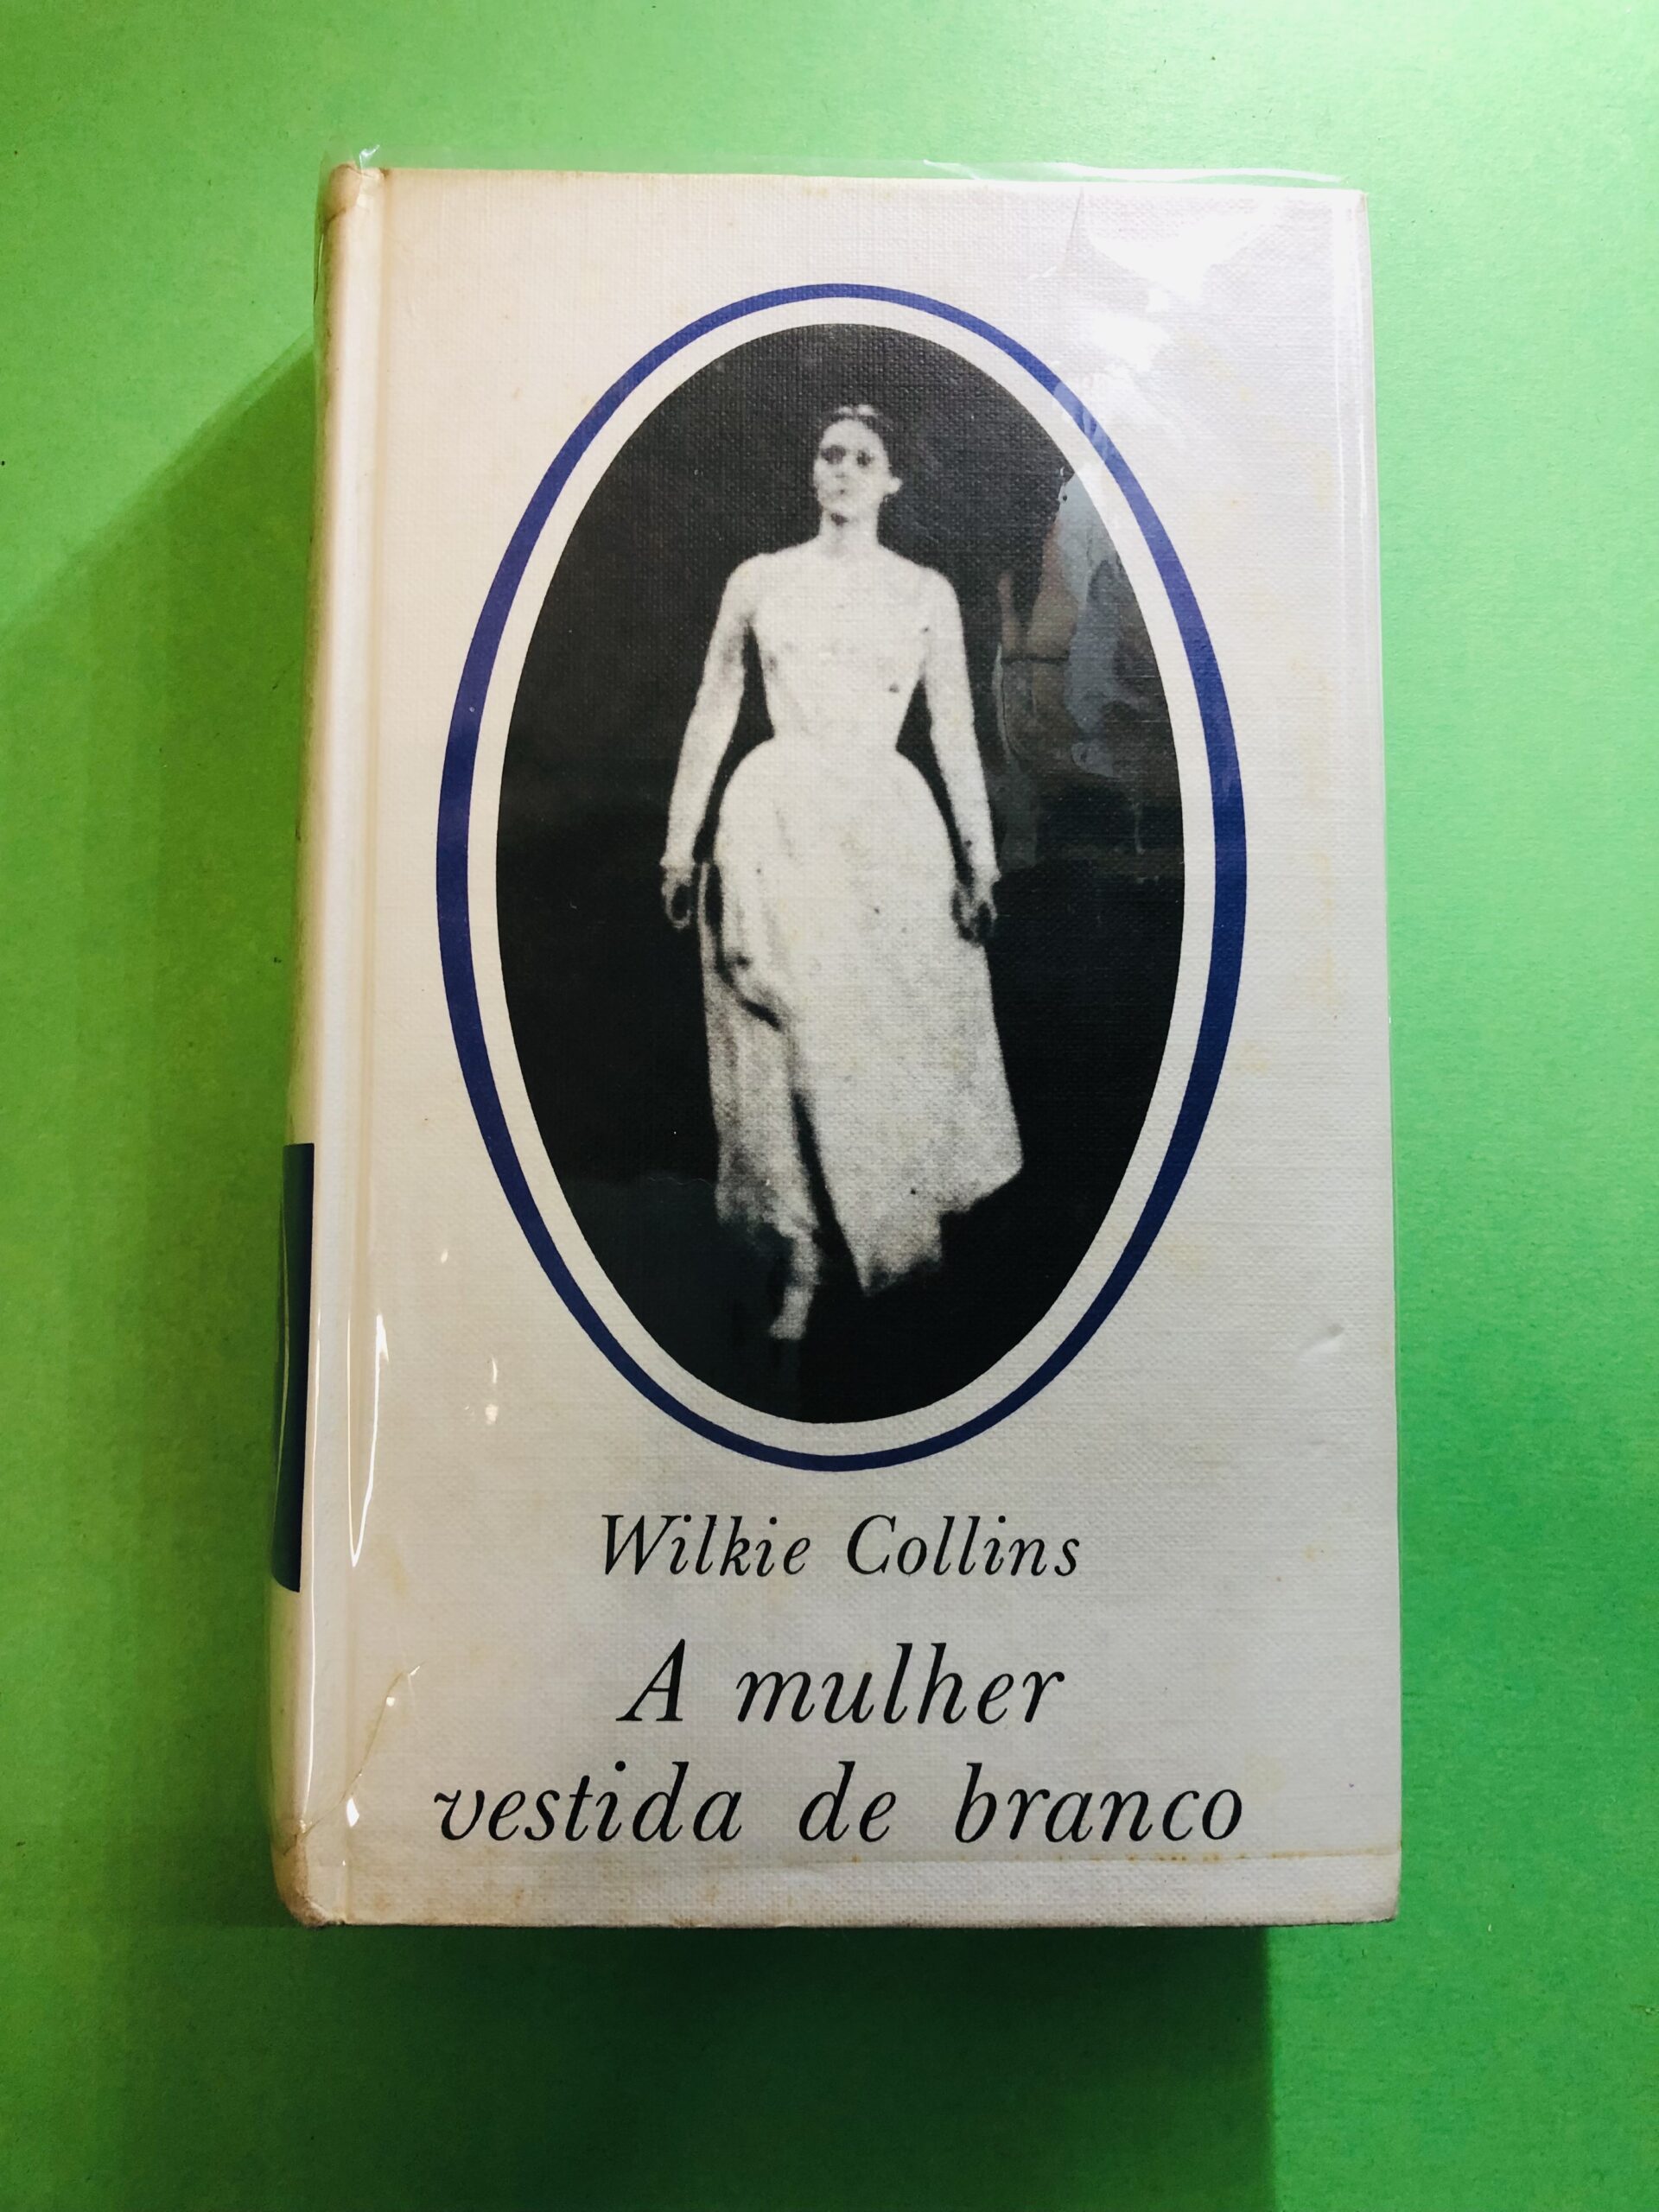 Wilkie Collins
A mulher
vestida de branco